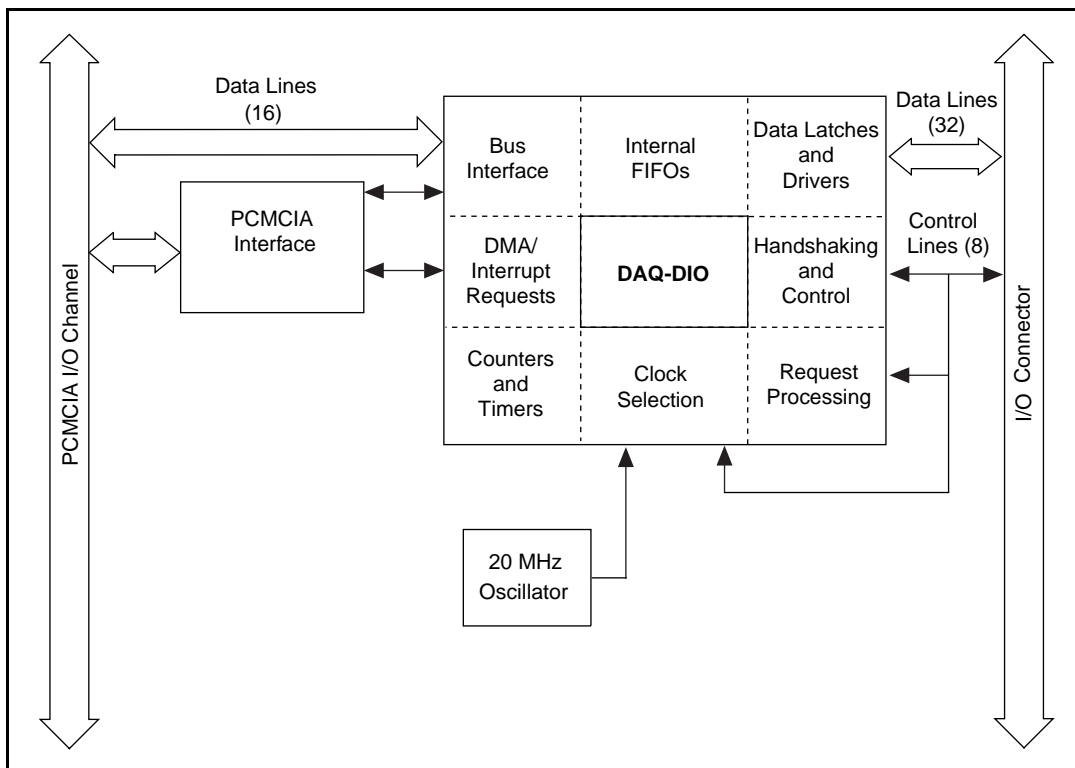 Data Lines
(16)
Data Lines
(32)
Bus
Interface
Internal
FIFOs
Data Latches
and
Drivers
PCMCIA
Interface
DMA/
Interrupt
Requests
DAQ-DIO
Handshaking
and
Control
Control
Lines (8)
Counters
and
Timers
Clock
Selection
Request
Processing
PCMCIA I/O Channel
I/O Connector
20 MHz
Oscillator